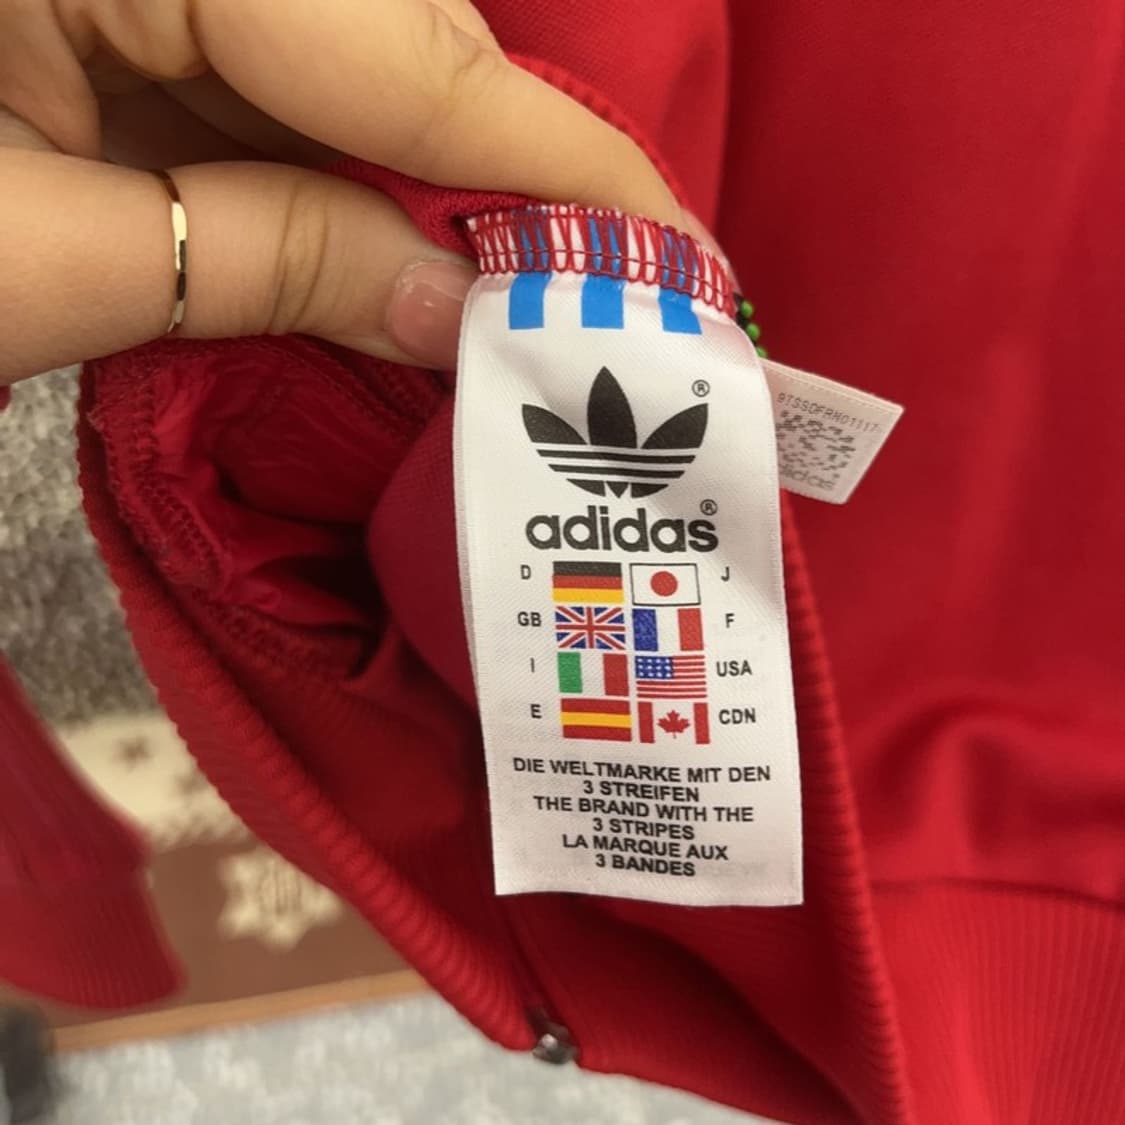 ®
adidas®
D J
GB F
I USA
E CDN
DIE WELTMARKE MIT DEN
3 STREIFEN
THE BRAND WITH THE
3 STRIPES
LA MARQUE AUX
3 BANDES
adidas